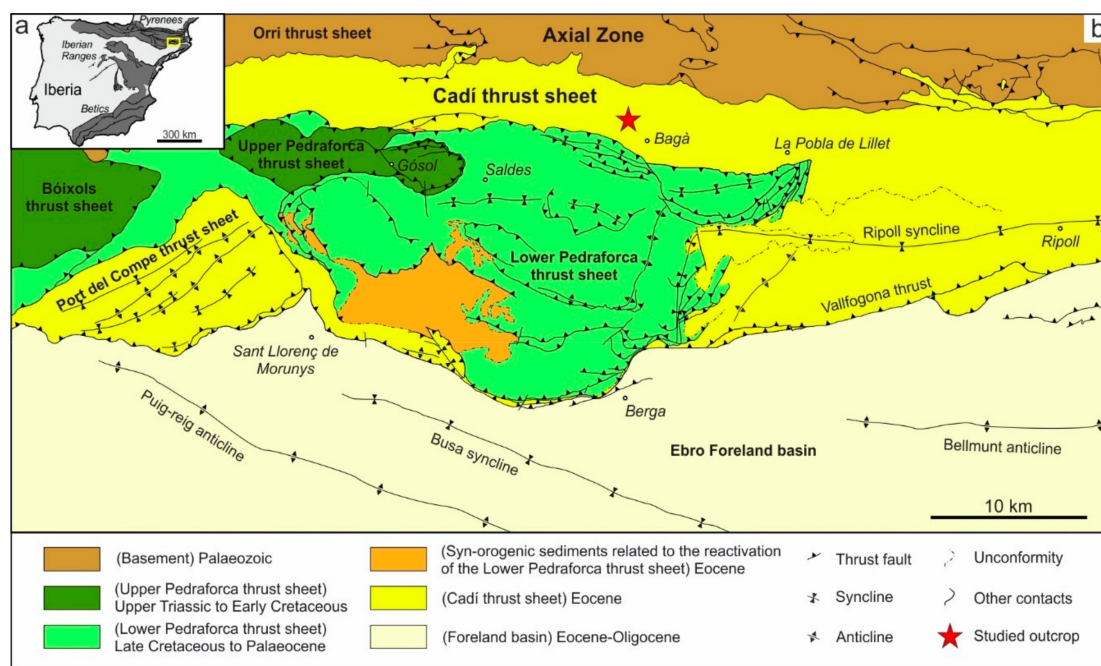 a
Pyrenees
Iberian
Ranges
Iberia
Betics
300 km
b
Orri thrust sheet
Axial Zone
Cadí thrust sheet
Bagà
La Pobla de Lillet
Upper Pedraforca
thrust sheet
Gósol
Saldes
Bóixols
thrust sheet
Port del Compe thrust sheet
Lower Pedraforca
thrust sheet
Ripoll syncline
Ripoll
Vallfogona thrust
Sant Llorenç de
Morunys
Berga
Puig-reig anticline
Busa syncline
Ebro Foreland basin
Bellmunt anticline
10 km
(Basement) Palaeozoic
(Upper Pedraforca thrust sheet)
Upper Triassic to Early Cretaceous
(Lower Pedraforca thrust sheet)
Late Cretaceous to Palaeocene
(Syn-orogenic sediments related to the reactivation
of the Lower Pedraforca thrust sheet) Eocene
(Cadí thrust sheet) Eocene
(Foreland basin) Eocene-Oligocene
Thrust fault
Syncline
Anticline
Unconformity
Other contacts
Studied outcrop